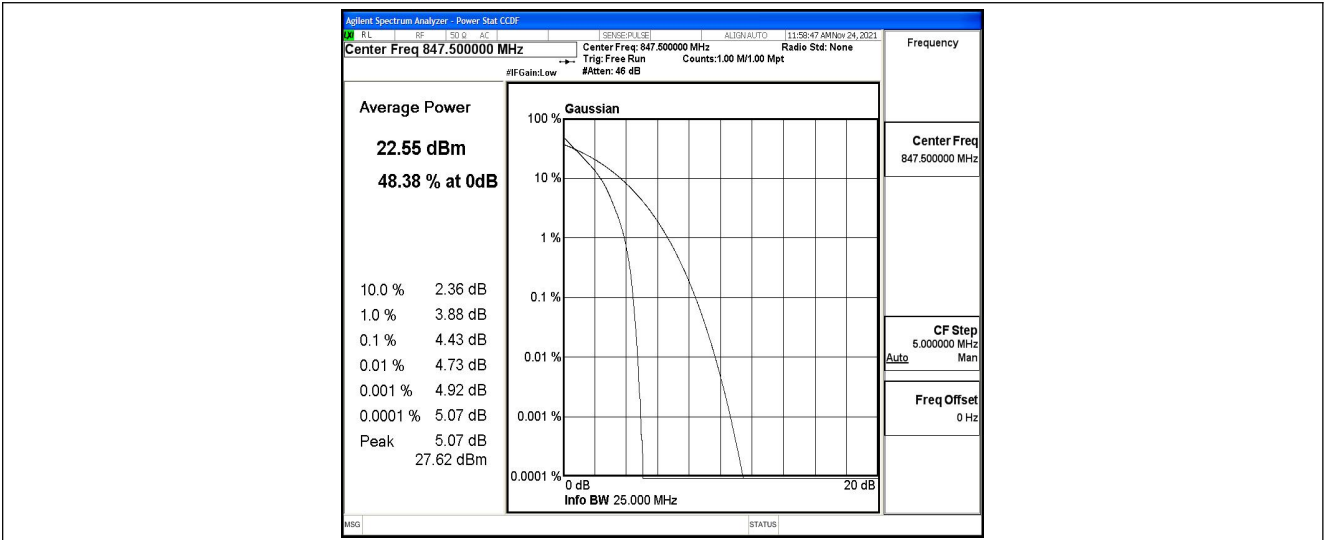 Agilent Spectrum Analyzer - Power Stat CCDF
LXI RL RF 50 Ω AC SENSE:PULSE ALIGN AUTO 11:58:47 AM Nov 24, 2021
Center Freq 847.500000 MHz
Center Freq: 847.500000 MHz Radio Std: None
Trig: Free Run Counts:1.00 M/1.00 Mpt
#IFGain:Low #Atten: 46 dB
Frequency
Average Power
22.55 dBm
48.38 % at 0dB
10.0 % 2.36 dB
1.0 % 3.88 dB
0.1 % 4.43 dB
0.01 % 4.73 dB
0.001 % 4.92 dB
0.0001 % 5.07 dB
Peak 5.07 dB
27.62 dBm
Gaussian
100 %
10 %
1 %
0.1 %
0.01 %
0.001 %
0.0001 %
0 dB 20 dB
Info BW 25.000 MHz
Center Freq
847.500000 MHz
CF Step
5.000000 MHz
Auto Man
Freq Offset
0 Hz
MSG STATUS